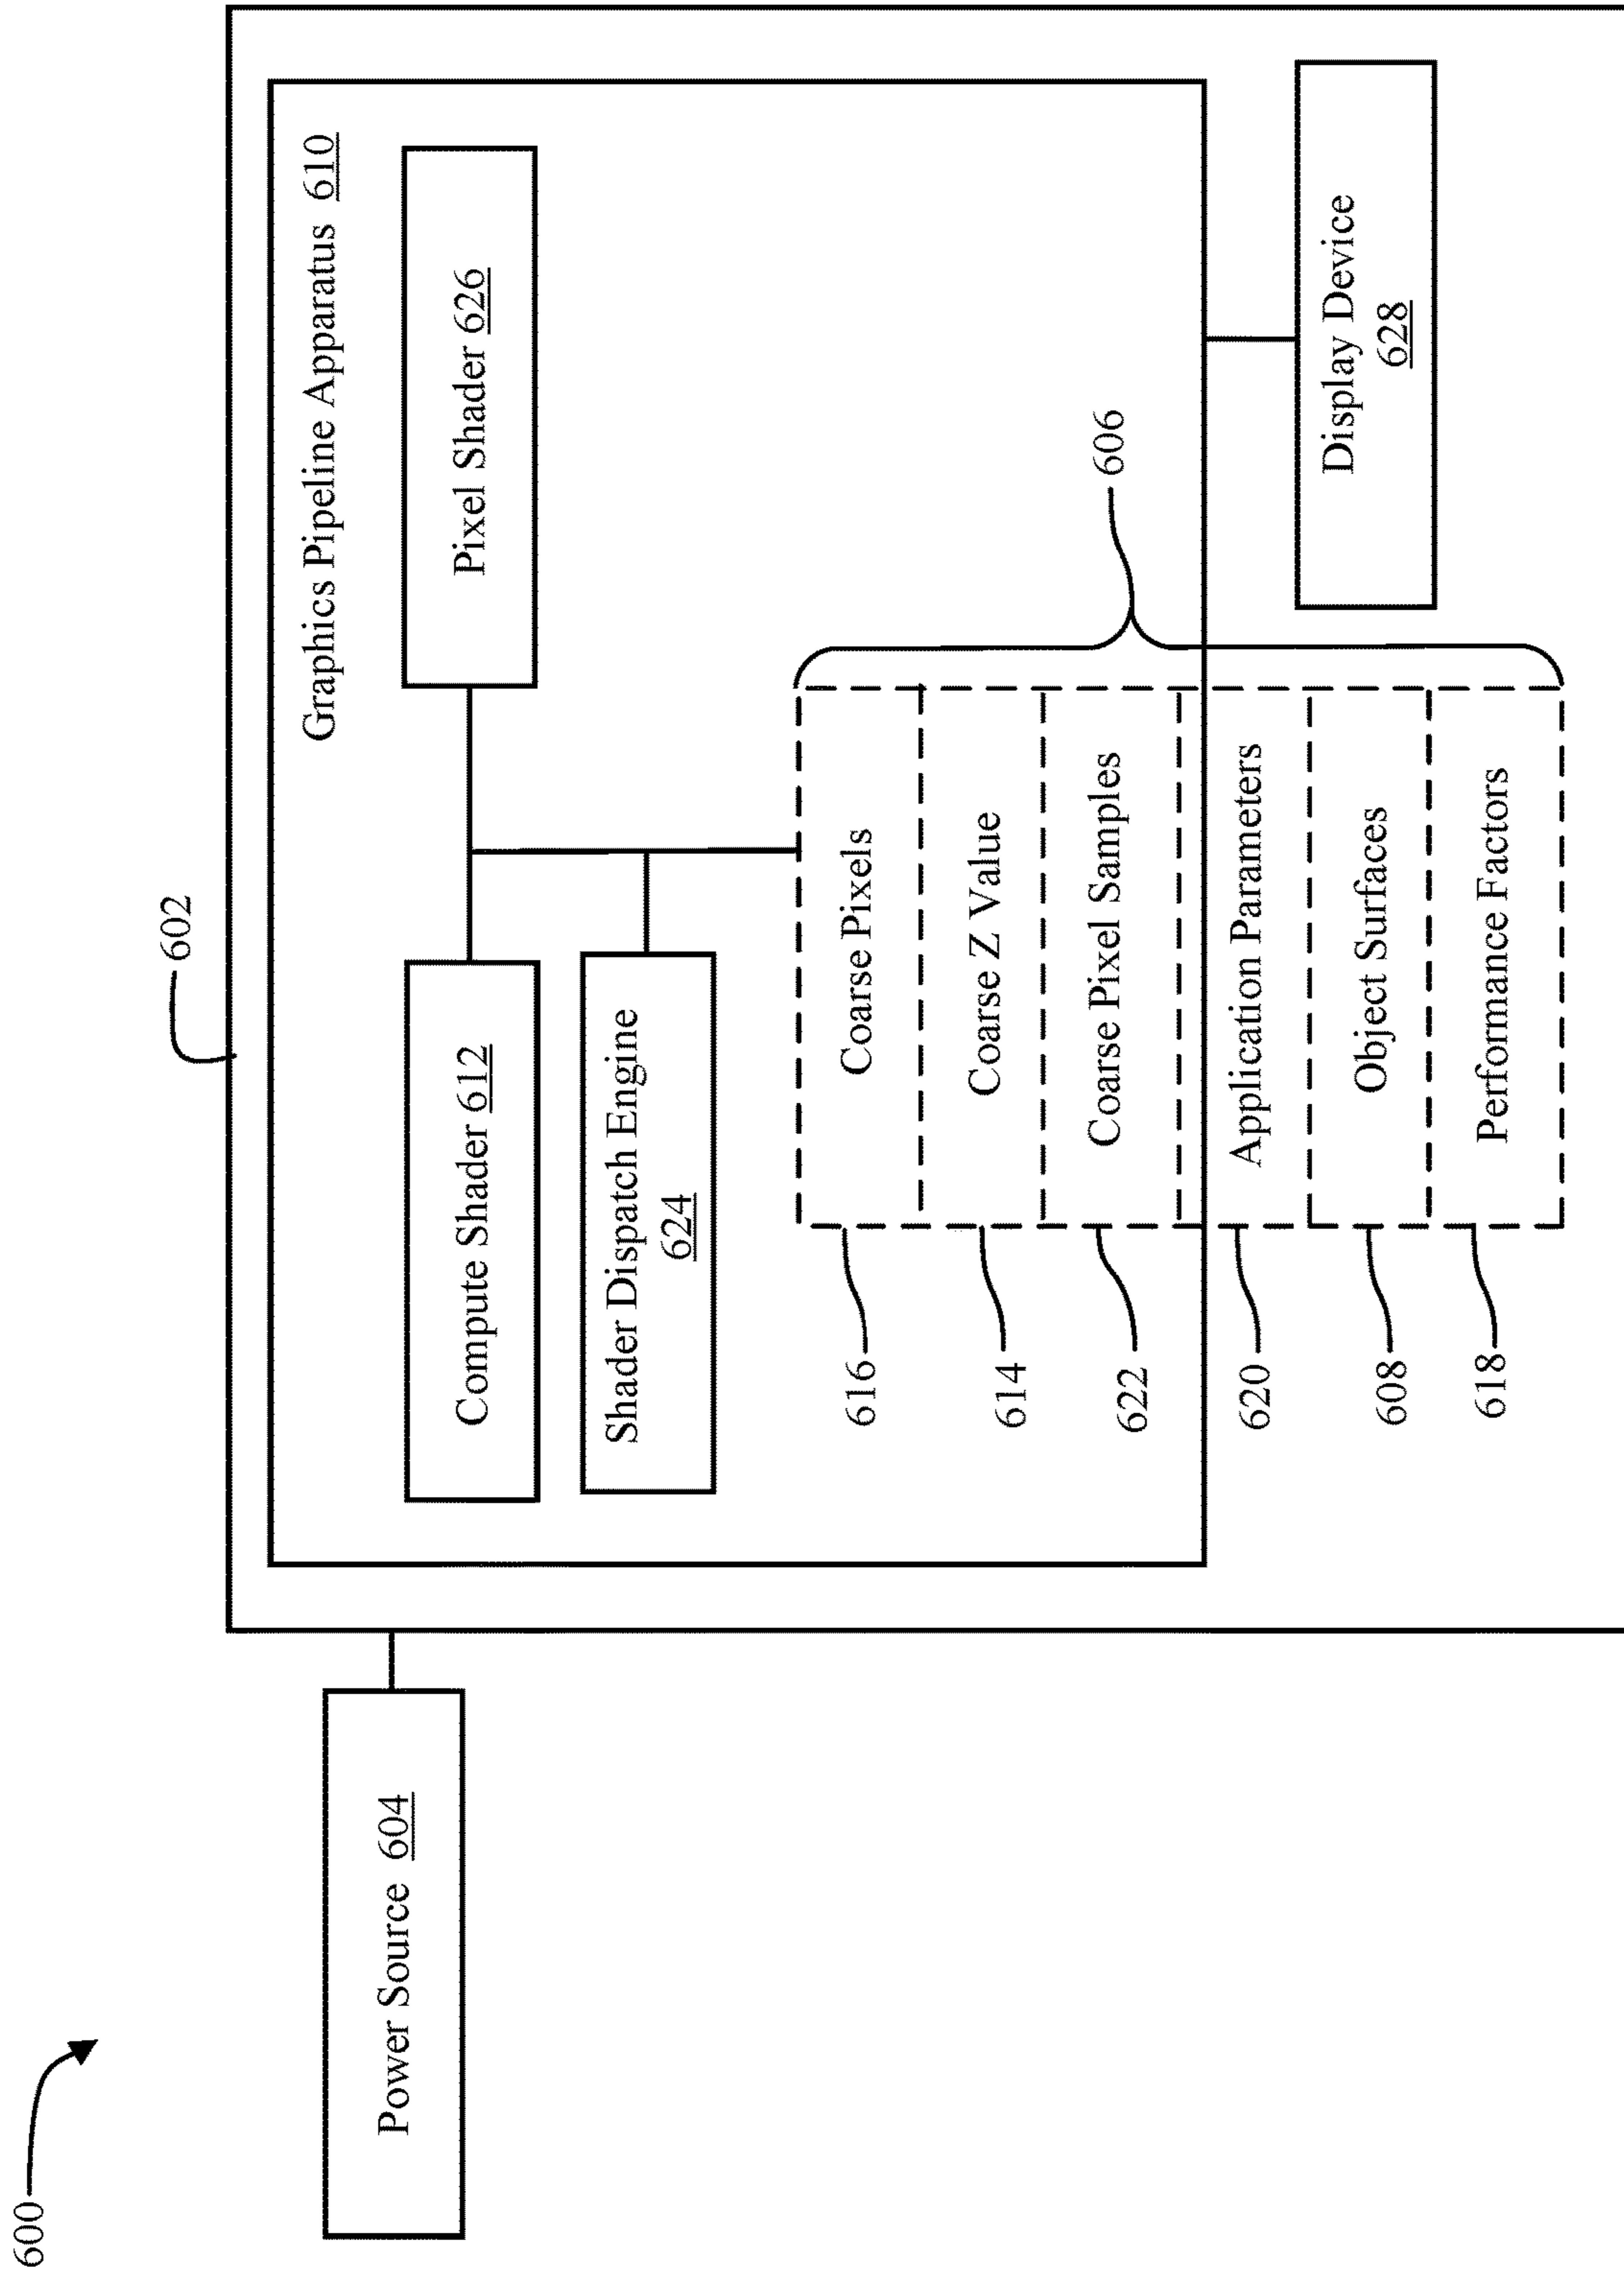 600
602
Power Source 604
Graphics Pipeline Apparatus 610
Compute Shader 612
Pixel Shader 626
Shader Dispatch Engine
624
616
Coarse Pixels
614
Coarse Z Value
622
Coarse Pixel Samples
606
620
Application Parameters
608
Object Surfaces
618
Performance Factors
Display Device
628